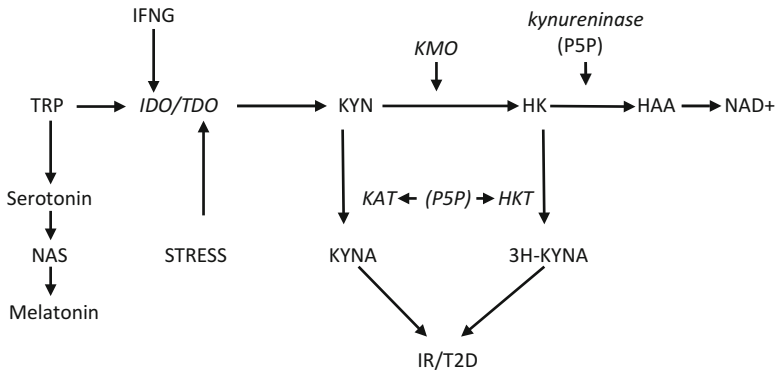 IFNG
kynureninase
(P5P)
KMO
TRP
IDO/TDO
KYN
HK
HAA
NAD+
Serotonin
KAT
(P5P)
HKT
NAS
STRESS
KYNA
3H-KYNA
Melatonin
IR/T2D